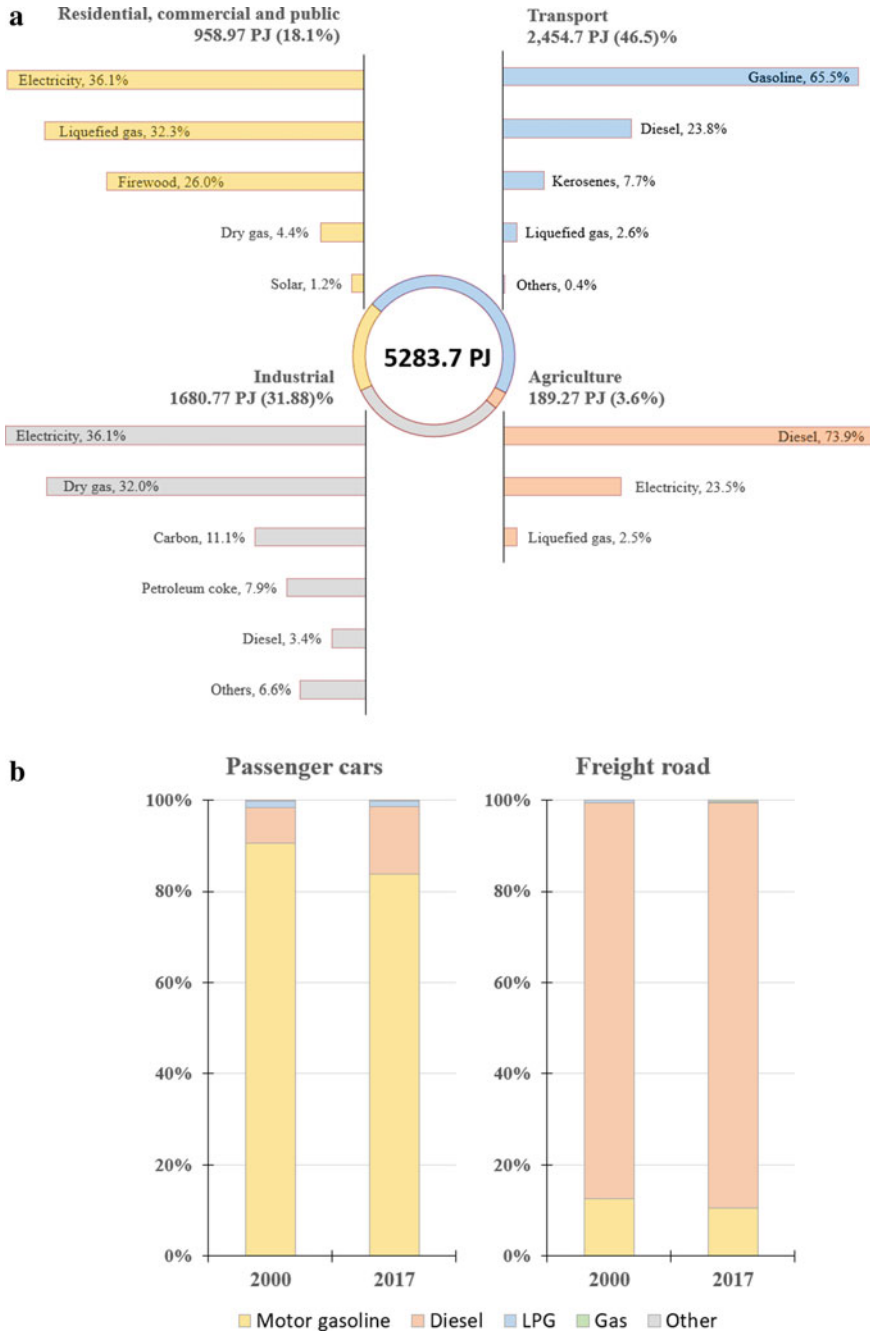 a
Residential, commercial and public
958.97 PJ (18.1%)
Electricity, 36.1%
Liquefied gas, 32.3%
Firewood, 26.0%
Dry gas, 4.4%
Solar, 1.2%
Transport
2,454.7 PJ (46.5)%
Gasoline, 65.5%
Diesel, 23.8%
Kerosenes, 7.7%
Liquefied gas, 2.6%
Others, 0.4%
5283.7 PJ
Industrial
1680.77 PJ (31.88)%
Electricity, 36.1%
Dry gas, 32.0%
Carbon, 11.1%
Petroleum coke, 7.9%
Diesel, 3.4%
Others, 6.6%
Agriculture
189.27 PJ (3.6%)
Diesel, 73.9%
Electricity, 23.5%
Liquefied gas, 2.5%
b
Passenger cars
100%
80%
60%
40%
20%
0%
2000 2017
Freight road
100%
80%
60%
40%
20%
0%
2000 2017
Motor gasoline Diesel LPG Gas Other